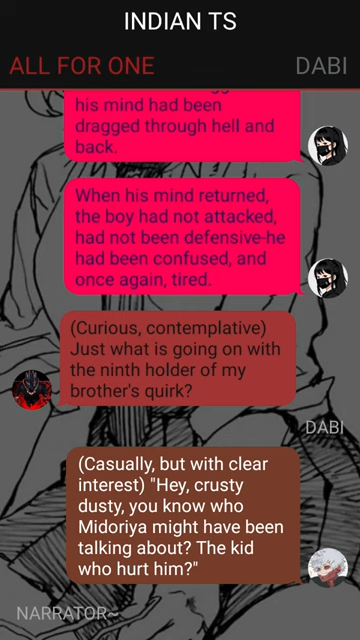 INDIAN TS
ALL FOR ONE
DABI
his mind had been
dragged through hell and
back.
When his mind returned,
the boy had not attacked,
had not been defensive-he
had been confused, and
once again, tired.
(Curious, contemplative)
Just what is going on with
the ninth holder of my
brother's quirk?
DABI
(Casually, but with clear
interest) "Hey, crusty
dusty, you know who
Midoriya might have been
talking about? The kid
who hurt him?"
NARRATOR~